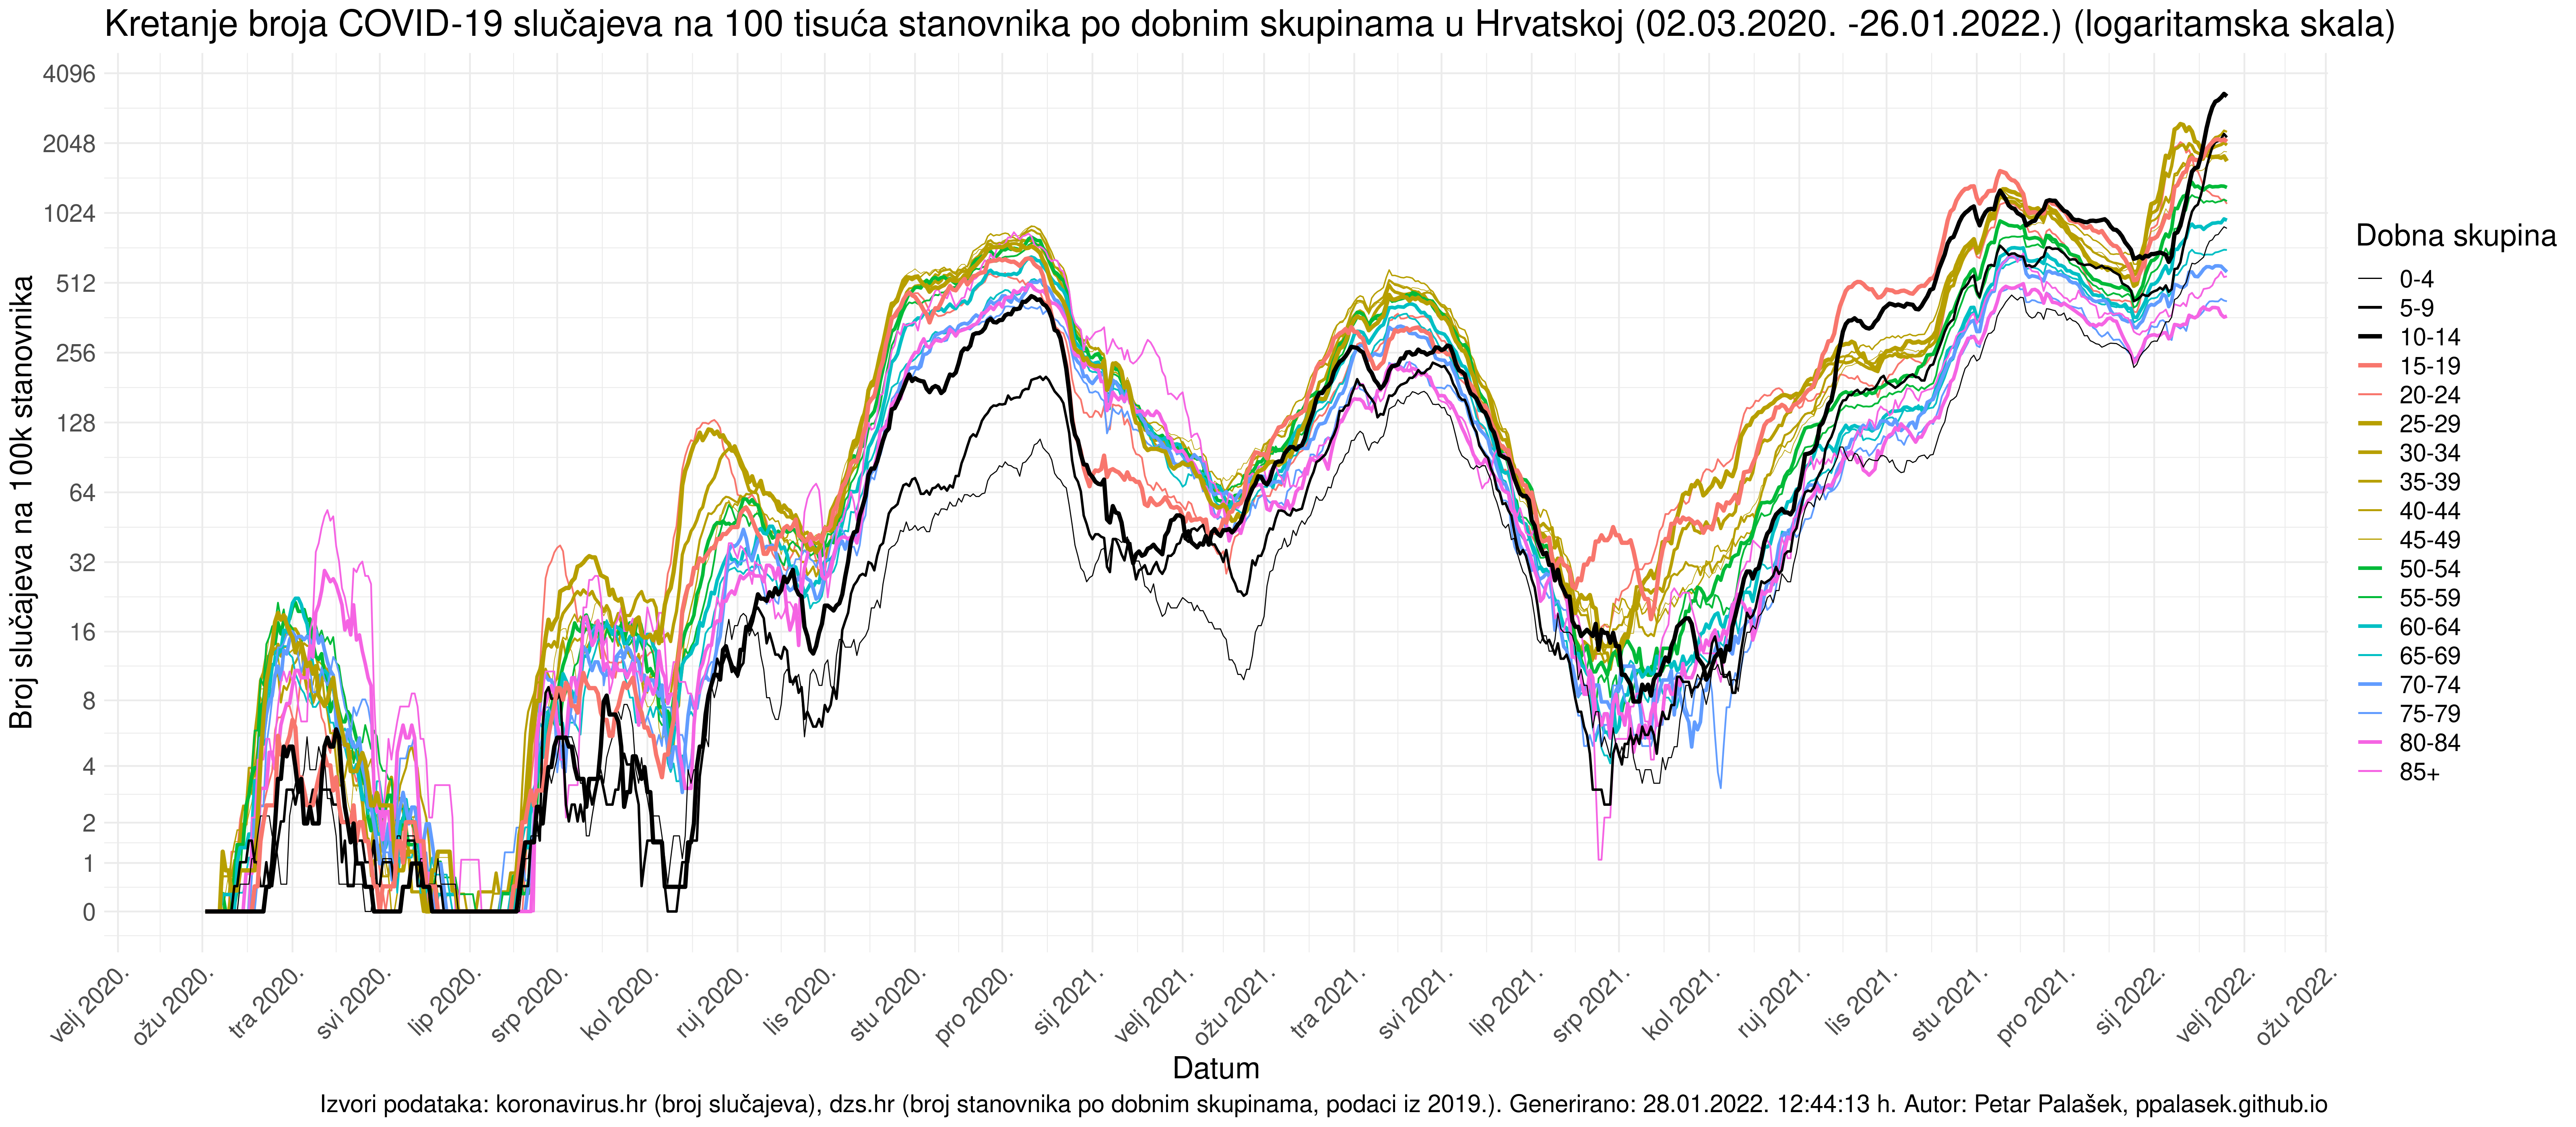 Kretanje broja COVID-19 slučajeva na 100 tisuća stanovnika po dobnim skupinama u Hrvatskoj (02.03.2020. -26.01.2022.) (logaritamska skala)
Broj slučajeva na 100k stanovnika
4096
2048
1024
512
256
128
64
32
16
8
4
2
1
0
velj 2020.
ožu 2020.
tra 2020.
svi 2020.
lip 2020.
srp 2020.
kol 2020.
ruj 2020.
lis 2020.
stu 2020.
pro 2020.
sij 2021.
velj 2021.
ožu 2021.
tra 2021.
svi 2021.
lip 2021.
srp 2021.
kol 2021.
ruj 2021.
lis 2021.
stu 2021.
pro 2021.
sij 2022.
velj 2022.
ožu 2022.
Datum
Dobna skupina
0-4
5-9
10-14
15-19
20-24
25-29
30-34
35-39
40-44
45-49
50-54
55-59
60-64
65-69
70-74
75-79
80-84
85+
Izvori podataka: koronavirus.hr (broj slučajeva), dzs.hr (broj stanovnika po dobnim skupinama, podaci iz 2019.). Generirano: 28.01.2022. 12:44:13 h. Autor: Petar Palašek, ppalasek.github.io